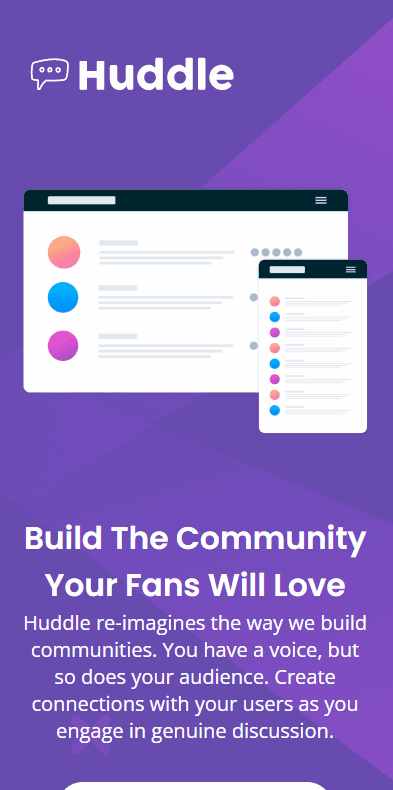 Huddle
Build The Community
Your Fans Will Love
Huddle re-imagines the way we build
communities. You have a voice, but
so does your audience. Create
connections with your users as you
engage in genuine discussion.